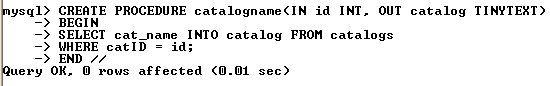 mysql> CREATE PROCEDURE catalogname(IN id INT, OUT catalog TINYTEXT)
    -> BEGIN
    -> SELECT cat_name INTO catalog FROM catalogs
    -> WHERE catID = id;
    -> END //
Query OK, 0 rows affected (0.01 sec)